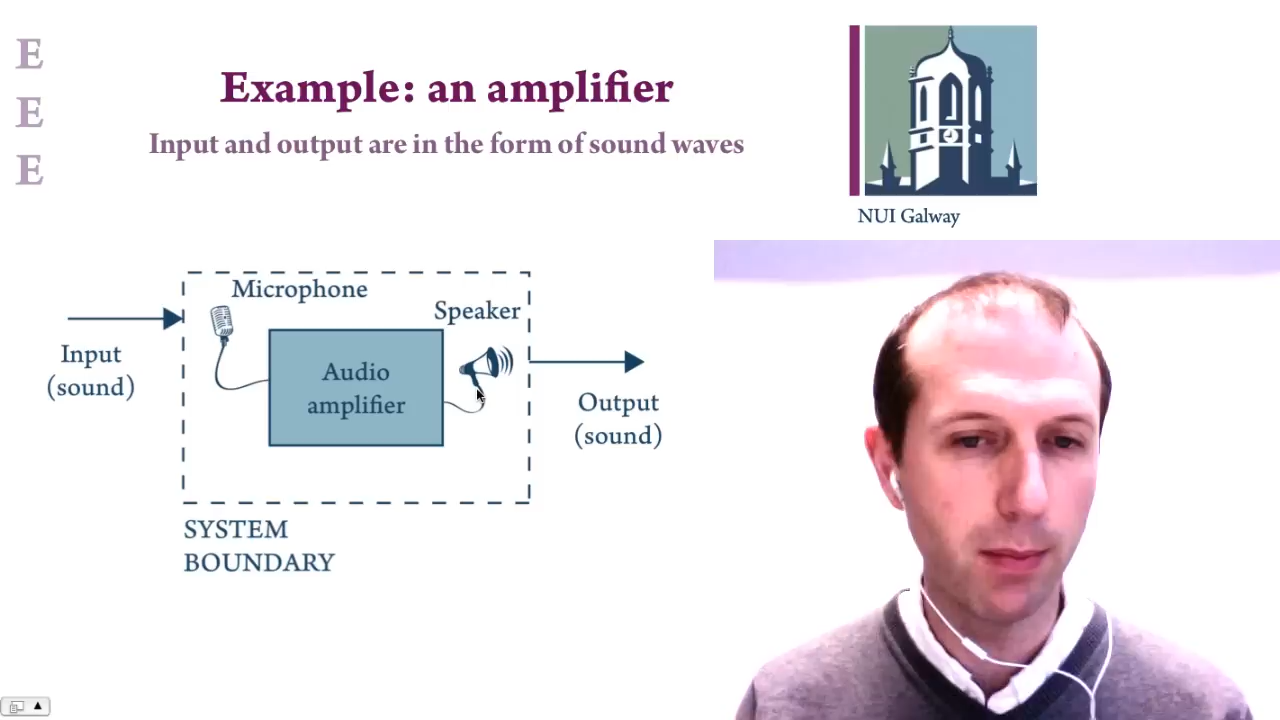 E
E
E
Example: an amplifier
Input and output are in the form of sound waves
NUI Galway
Microphone
Speaker
Input
(sound)
Audio
amplifier
Output
(sound)
SYSTEM
BOUNDARY